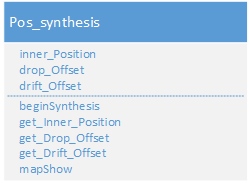 Pos_synthesis
inner_Position
drop_Offset
drift_Offset
beginSynthesis
get_Inner_Position
get_Drop_Offset
get_Drift_Offset
mapShow